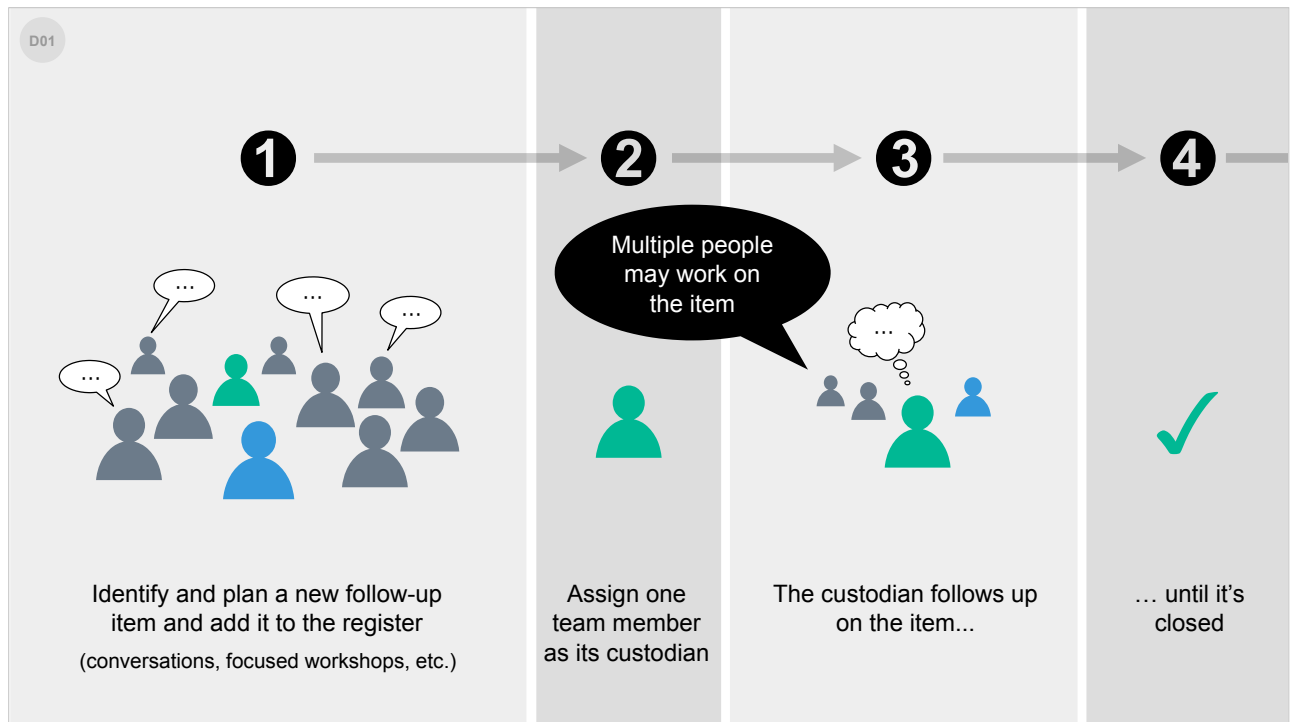 D01
1
2
3
4
Multiple people
may work on
the item
...
...
...
...
...
Identify and plan a new follow-up
item and add it to the register
(conversations, focused workshops, etc.)
Assign one
team member
as its custodian
The custodian follows up
on the item...
... until it's
closed